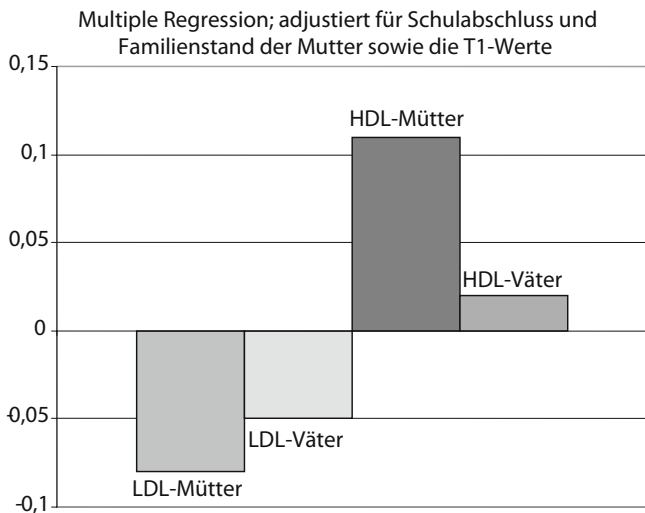 Multiple Regression; adjustiert für Schulabschluss und
Familienstand der Mutter sowie die T1-Werte
0,15
HDL-Mütter
0,1
0,05
HDL-Väter
0
-0,05
LDL-Väter
LDL-Mütter
-0,1